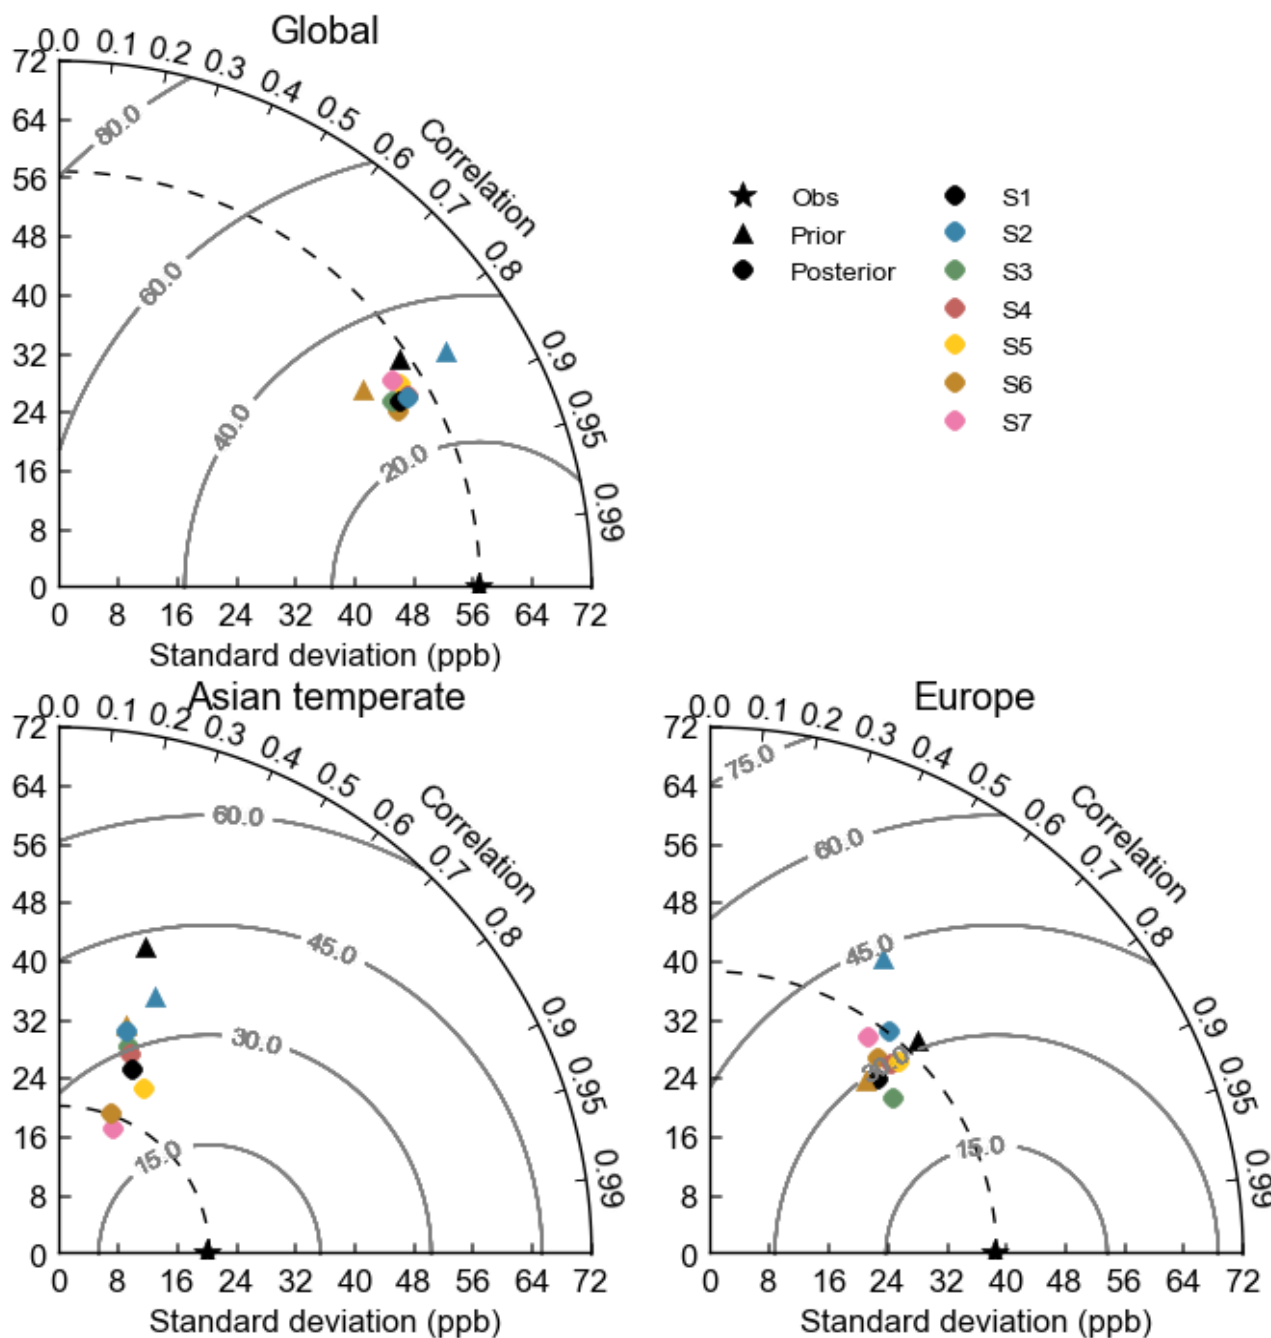 Global
0.0 0.1 0.2 0.3 0.4 0.5 0.6 0.7 0.8 0.9 0.95 0.99
Correlation
72
64
56
48
40
32
24
16
8
0
80.0
60.0
40.0
20.0
0 8 16 24 32 40 48 56 64 72
Standard deviation (ppb)
Obs
Prior
Posterior
S1
S2
S3
S4
S5
S6
S7
Asian temperate
0.0 0.1 0.2 0.3 0.4 0.5 0.6 0.7 0.8 0.9 0.95 0.99
Correlation
72
64
56
48
40
32
24
16
8
0
60.0
45.0
30.0
15.0
0 8 16 24 32 40 48 56 64 72
Standard deviation (ppb)
Europe
0.0 0.1 0.2 0.3 0.4 0.5 0.6 0.7 0.8 0.9 0.95 0.99
Correlation
72
64
56
48
40
32
24
16
8
0
75.0
60.0
45.0
30.0
15.0
0 8 16 24 32 40 48 56 64 72
Standard deviation (ppb)